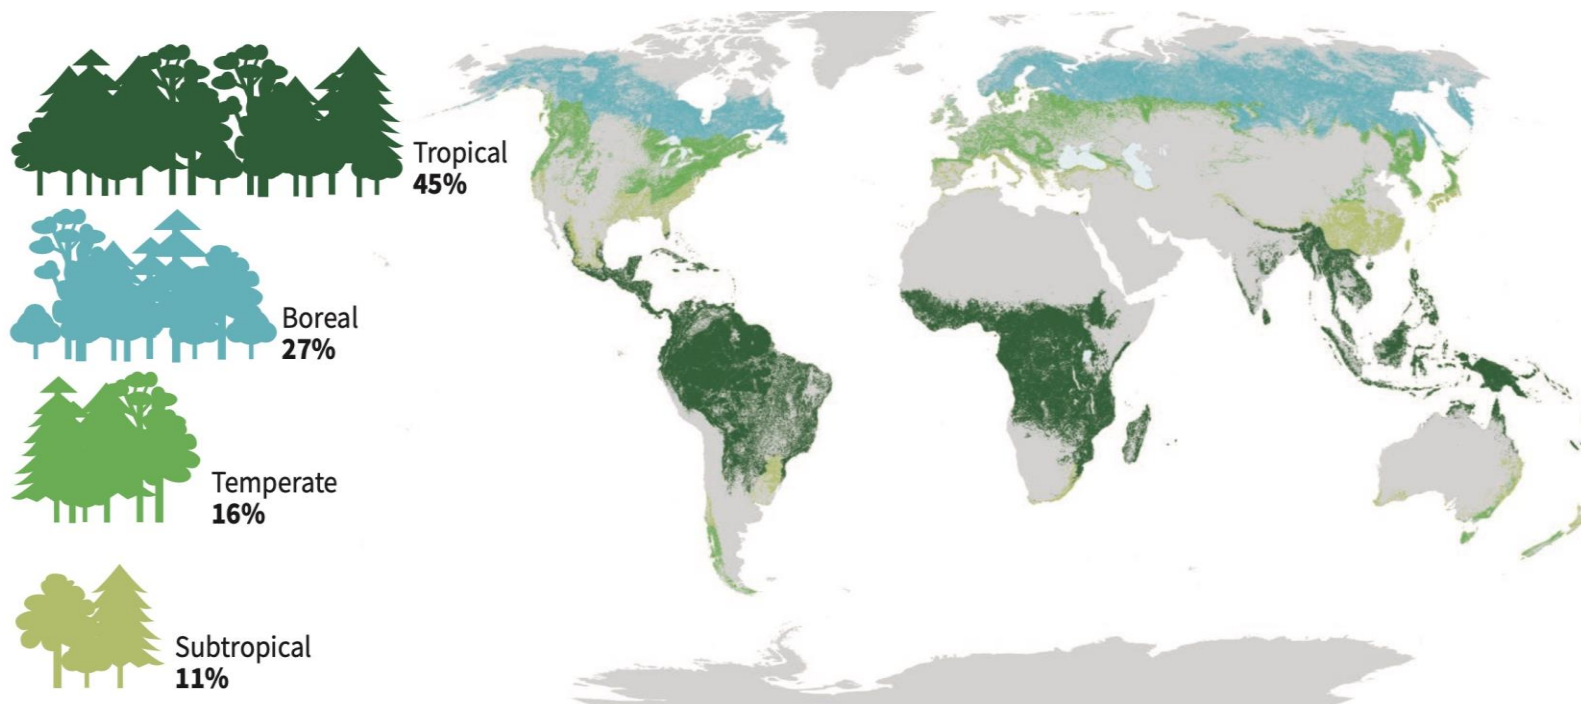 Tropical
45%
Boreal
27%
Temperate
16%
Subtropical
11%